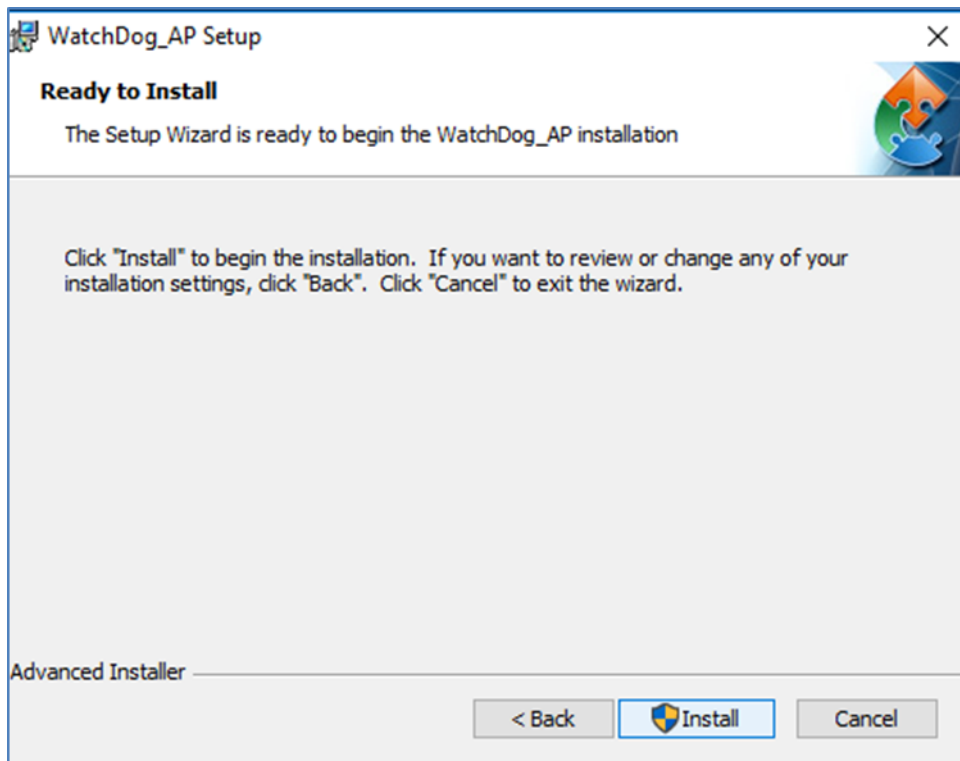 WatchDog_AP Setup
Ready to Install
The Setup Wizard is ready to begin the WatchDog_AP installation
Click "Install" to begin the installation.  If you want to review or change any of your
installation settings, click "Back".  Click "Cancel" to exit the wizard.
Advanced Installer
< Back
Install
Cancel